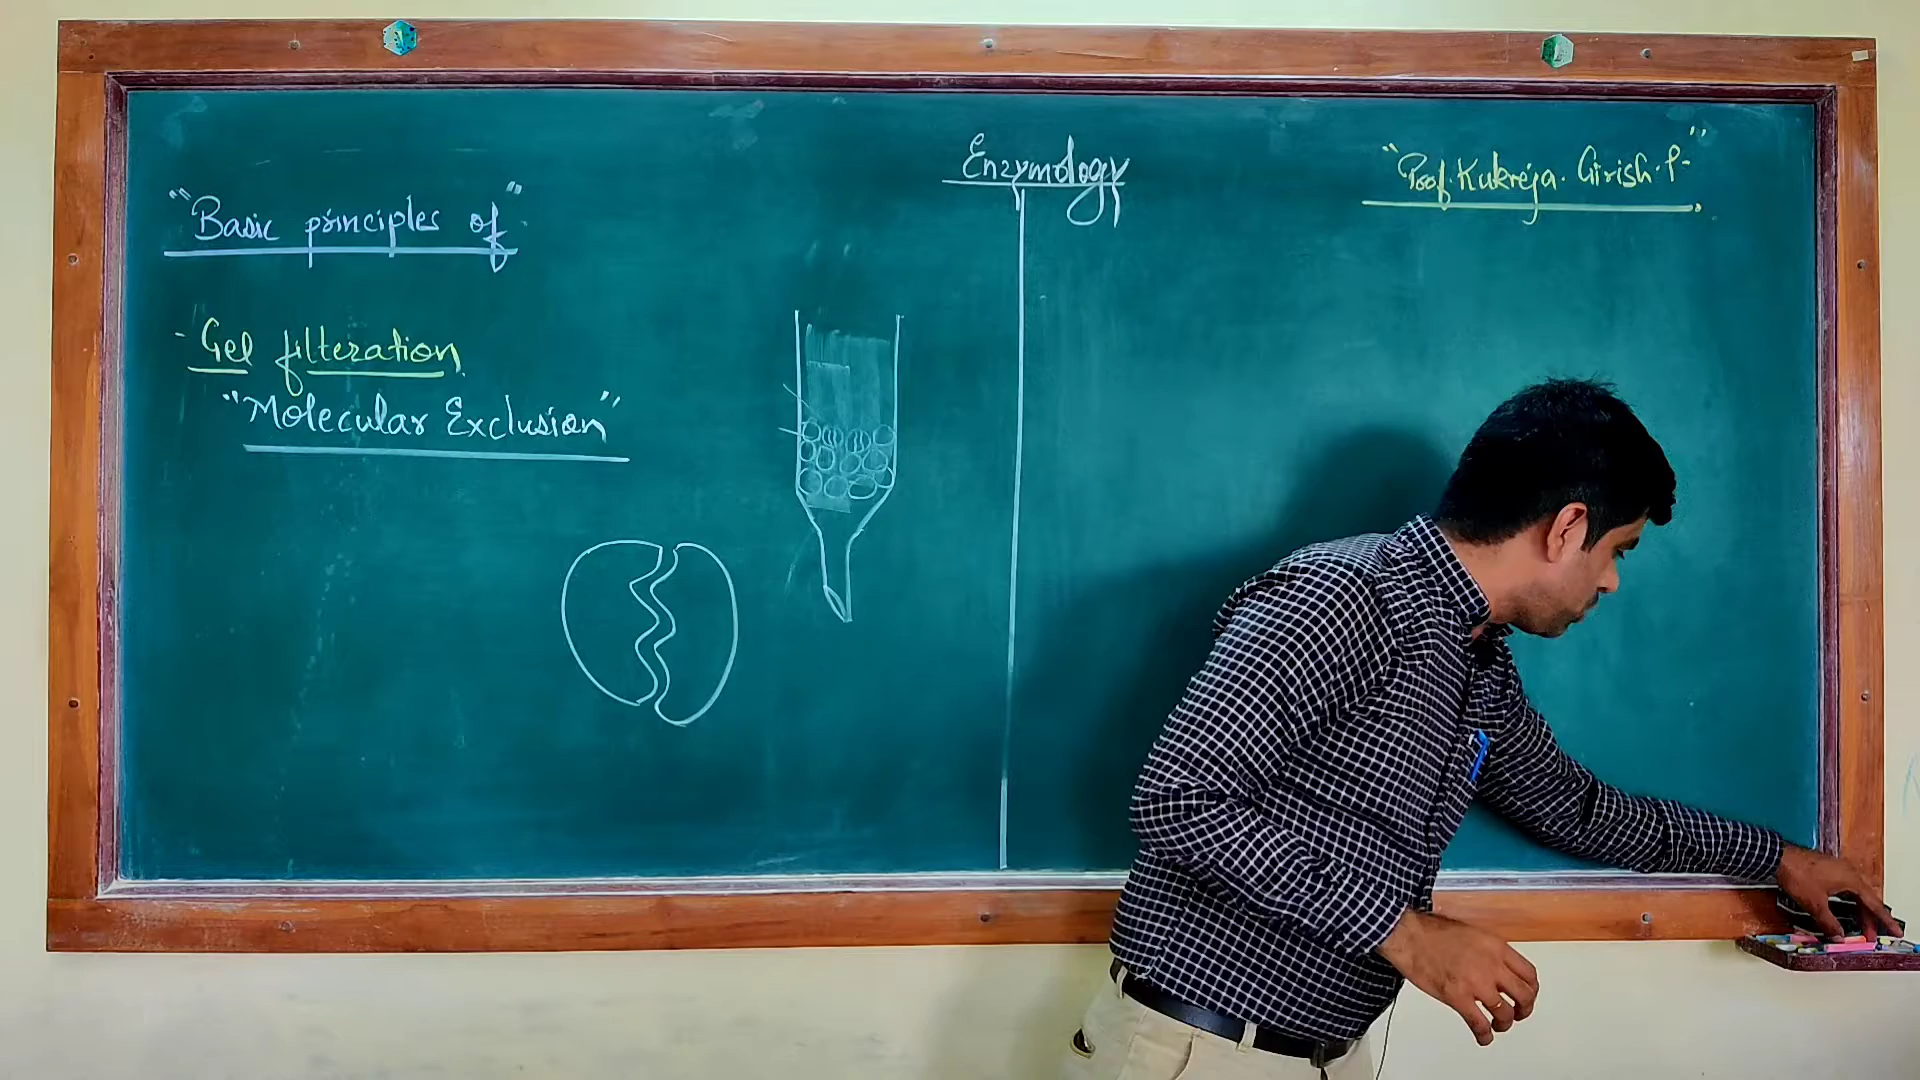 Enzymology
"Prof. Kukreja. Girish. P."
"Basic principles of"
- Gel filteration
"Molecular Exclusion"